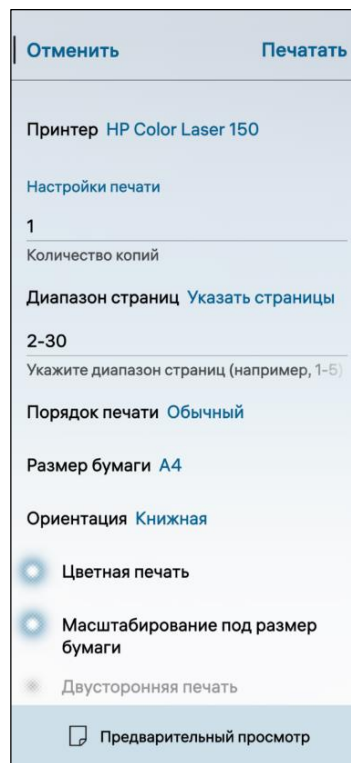 Отменить Печатать
Принтер HP Color Laser 150
Настройки печати
1
Количество копий
Диапазон страниц Указать страницы
2-30
Укажите диапазон страниц (например, 1-5)
Порядок печати Обычный
Размер бумаги A4
Ориентация Книжная
Цветная печать
Масштабирование под размер
бумаги
Двусторонняя печать
Предварительный просмотр